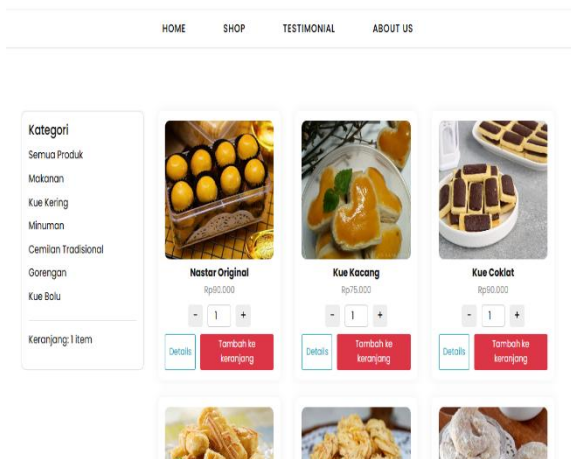 HOME SHOP TESTIMONIAL ABOUT US
Kategori
Semua Produk
Makanan
Kue Kering
Minuman
Cemilan Tradisional
Gorengan
Kue Bolu
Keranjang: 1 item
Nastar Original
Rp90.000
- 1 +
Details
Tambah ke
keranjang
Kue Kacang
Rp75.000
- 1 +
Details
Tambah ke
keranjang
Kue Coklat
Rp90.000
- 1 +
Details
Tambah ke
keranjang